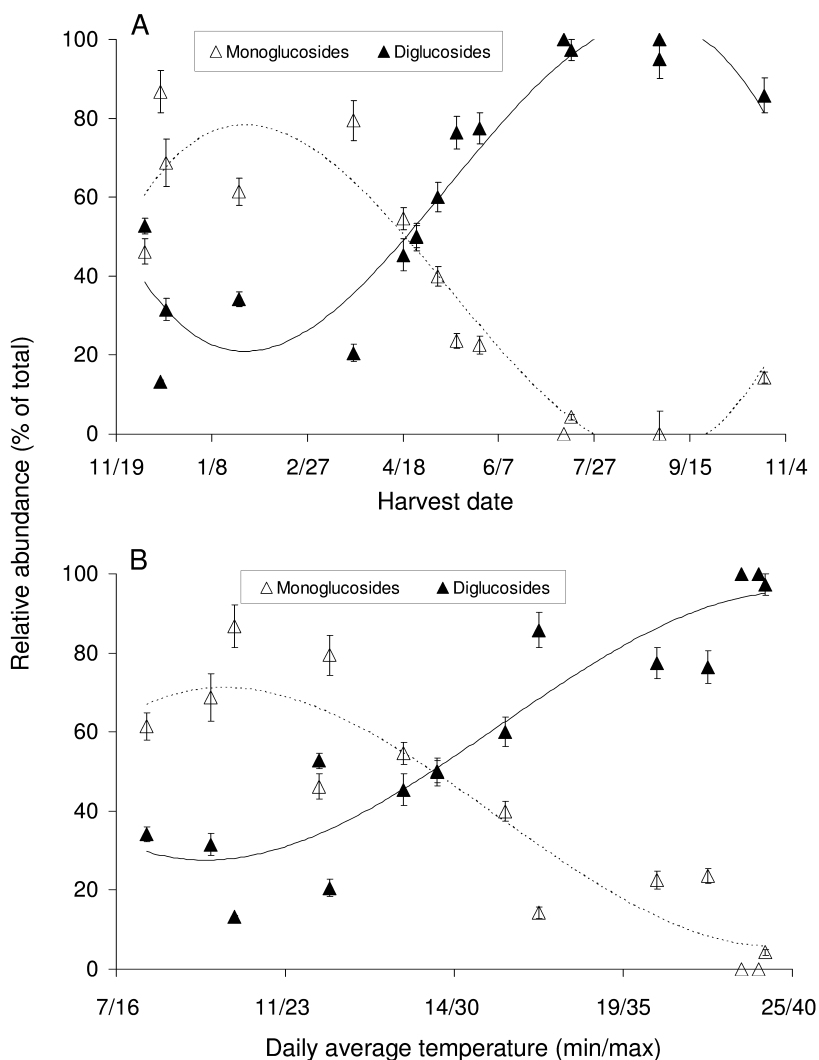 A
Monoglucosides Diglucosides
100
80
60
40
20
0
11/19 1/8 2/27 4/18 6/7 7/27 9/15 11/4
Harvest date
Relative abundance (% of total)
B
Monoglucosides Diglucosides
100
80
60
40
20
0
7/16 11/23 14/30 19/35 25/40
Daily average temperature (min/max)